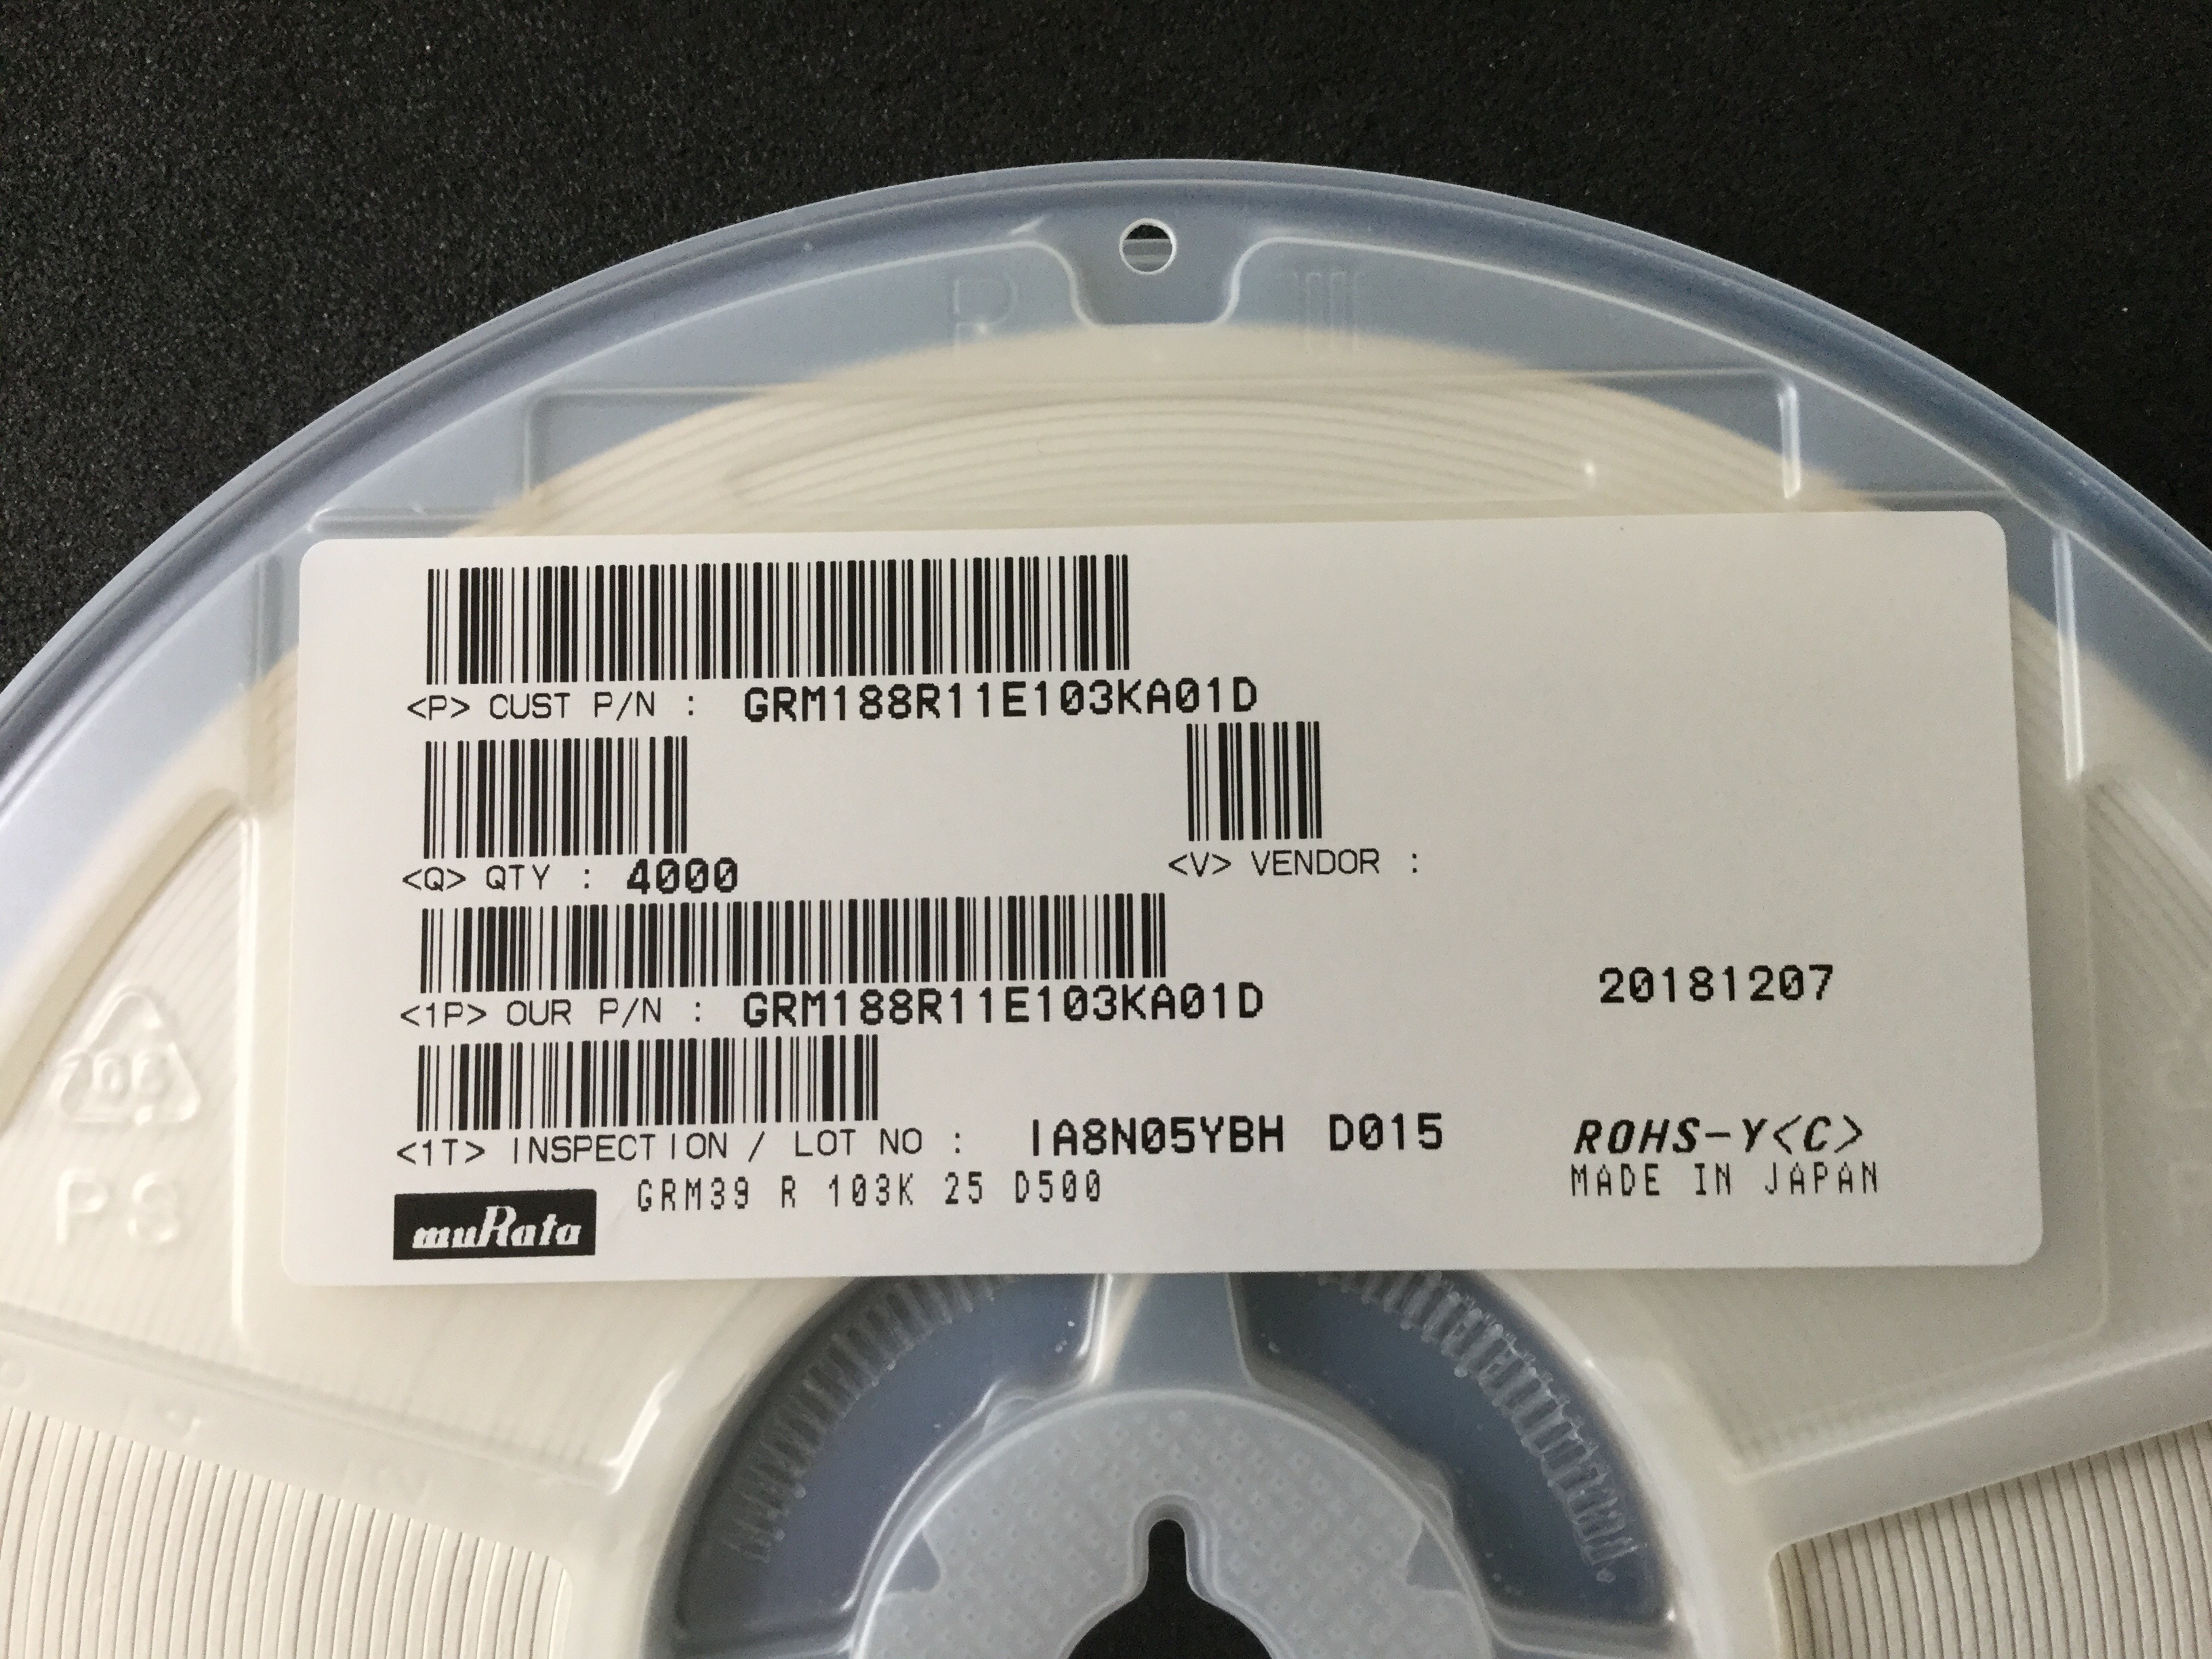 <P> CUST P/N : GRM188R11E103KA01D
<Q> QTY : 4000
<V> VENDOR :
<1P> OUR P/N : GRM188R11E103KA01D
20181207
<1T> INSPECTION / LOT NO : IA8N05YBH D015
ROHS-Y<C>
GRM39 R 103K 25 D500
MADE IN JAPAN
muRata
PS